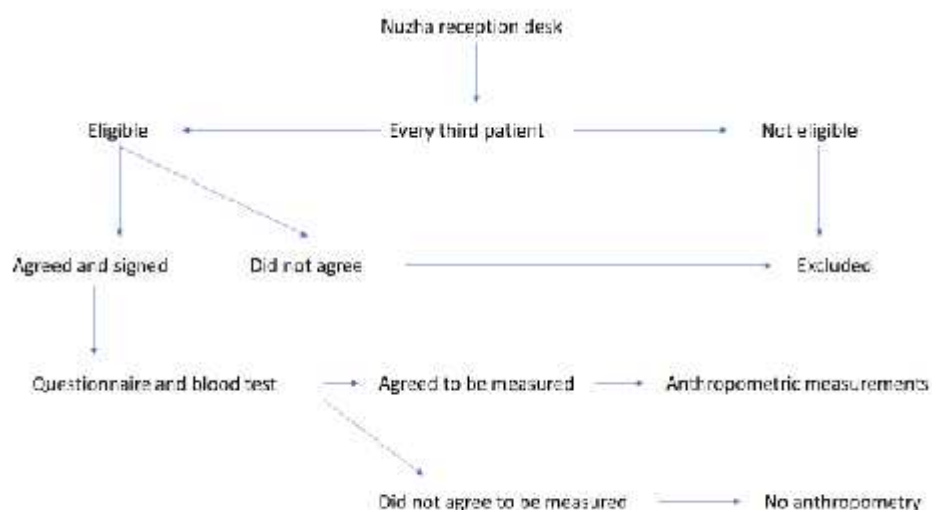 Nuzha reception desk
Eligible
Every third patient
Not eligible
Agreed and signed
Did not agree
Excluded
Questionnaire and blood test
Agreed to be measured
Anthropometric measurements
Did not agree to be measured
No anthropometry